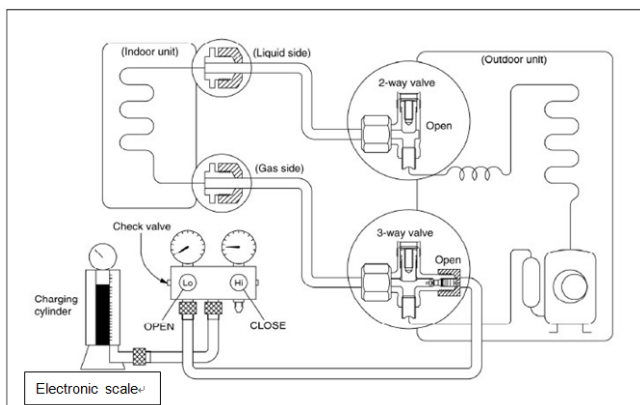 (Indoor unit)
(Liquid side)
(Outdoor unit)
2-way valve
Open
(Gas side)
3-way valve
Open
Check valve
Lo
Hi
Charging
cylinder
OPEN
CLOSE
Electronic scale↵